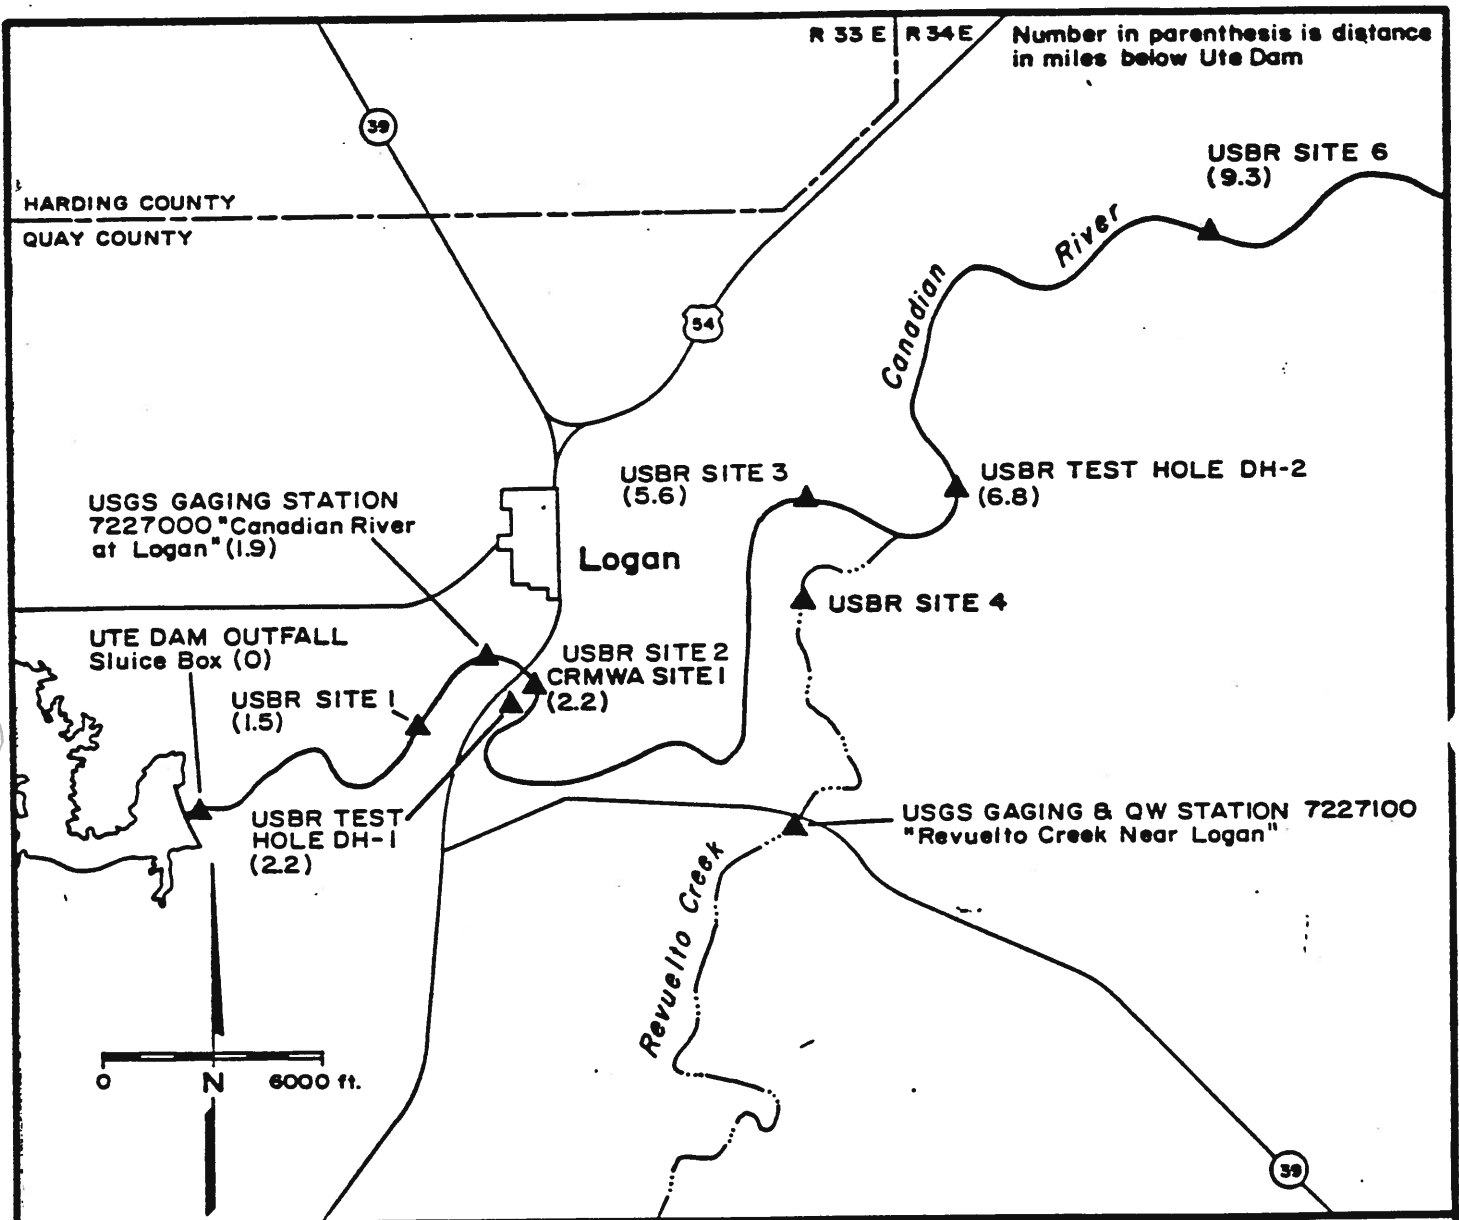 R 33 E R 34 E
Number in parenthesis is distance
in miles below Ute Dam
39
USBR SITE 6
(9.3)
HARDING COUNTY
QUAY COUNTY
Canadian River
54
USBR SITE 3
(5.6)
USBR TEST HOLE DH-2
(6.8)
USGS GAGING STATION
7227000 "Canadian River
at Logan" (1.9)
Logan
USBR SITE 4
UTE DAM OUTFALL
Sluice Box (0)
USBR SITE 2
CRMWA SITE 1
(2.2)
USBR SITE 1
(1.5)
USBR TEST
HOLE DH-1
(2.2)
USGS GAGING & QW STATION 7227100
"Revuelto Creek Near Logan"
Revuelto Creek
0 N 6000 ft.
39